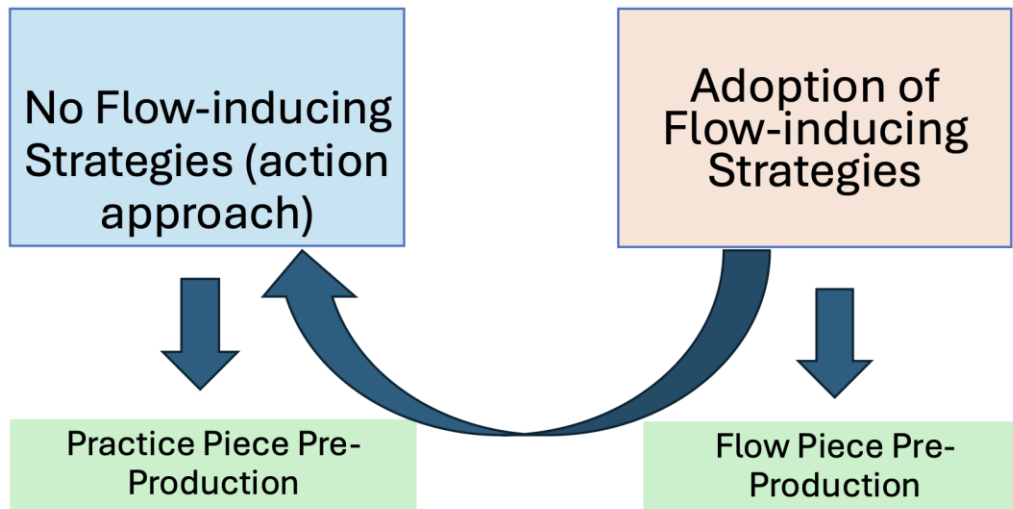 No Flow-inducing
Strategies (action
approach)
Adoption of
Flow-inducing
Strategies
Practice Piece Pre-
Production
Flow Piece Pre-
Production